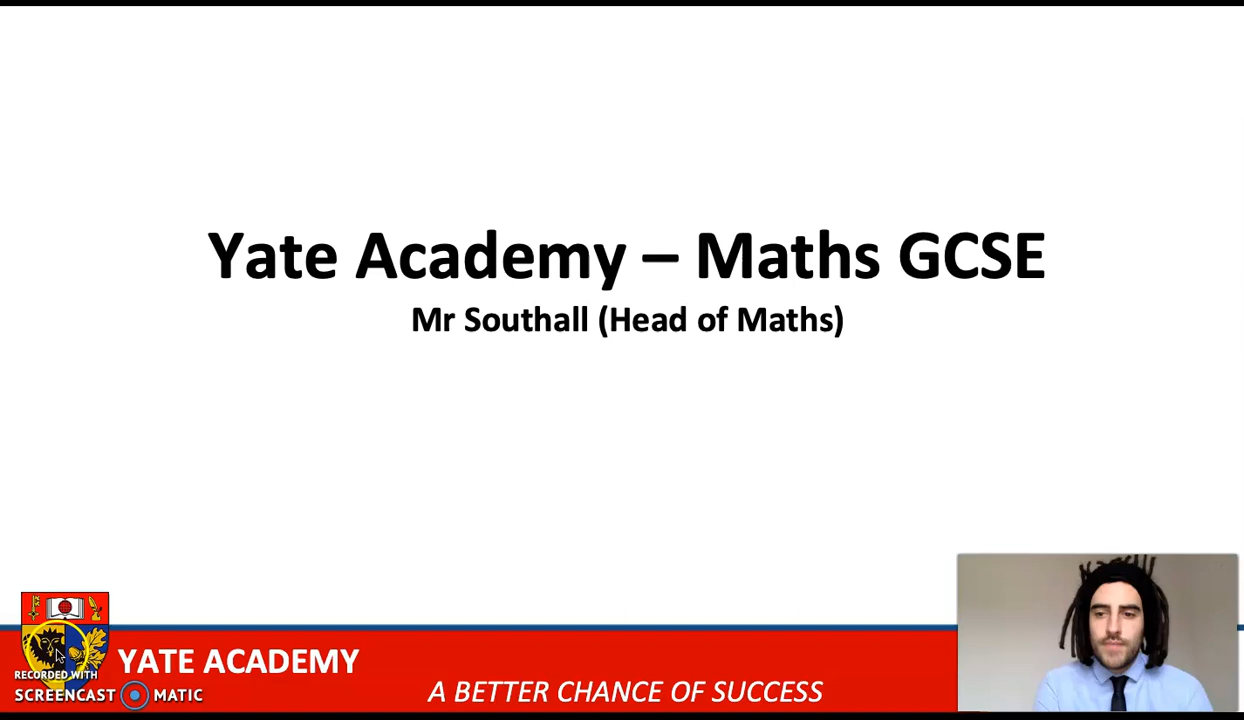 Yate Academy – Maths GCSE
Mr Southall (Head of Maths)
YATE ACADEMY
RECORDED WITH
SCREENCAST MATIC
A BETTER CHANCE OF SUCCESS